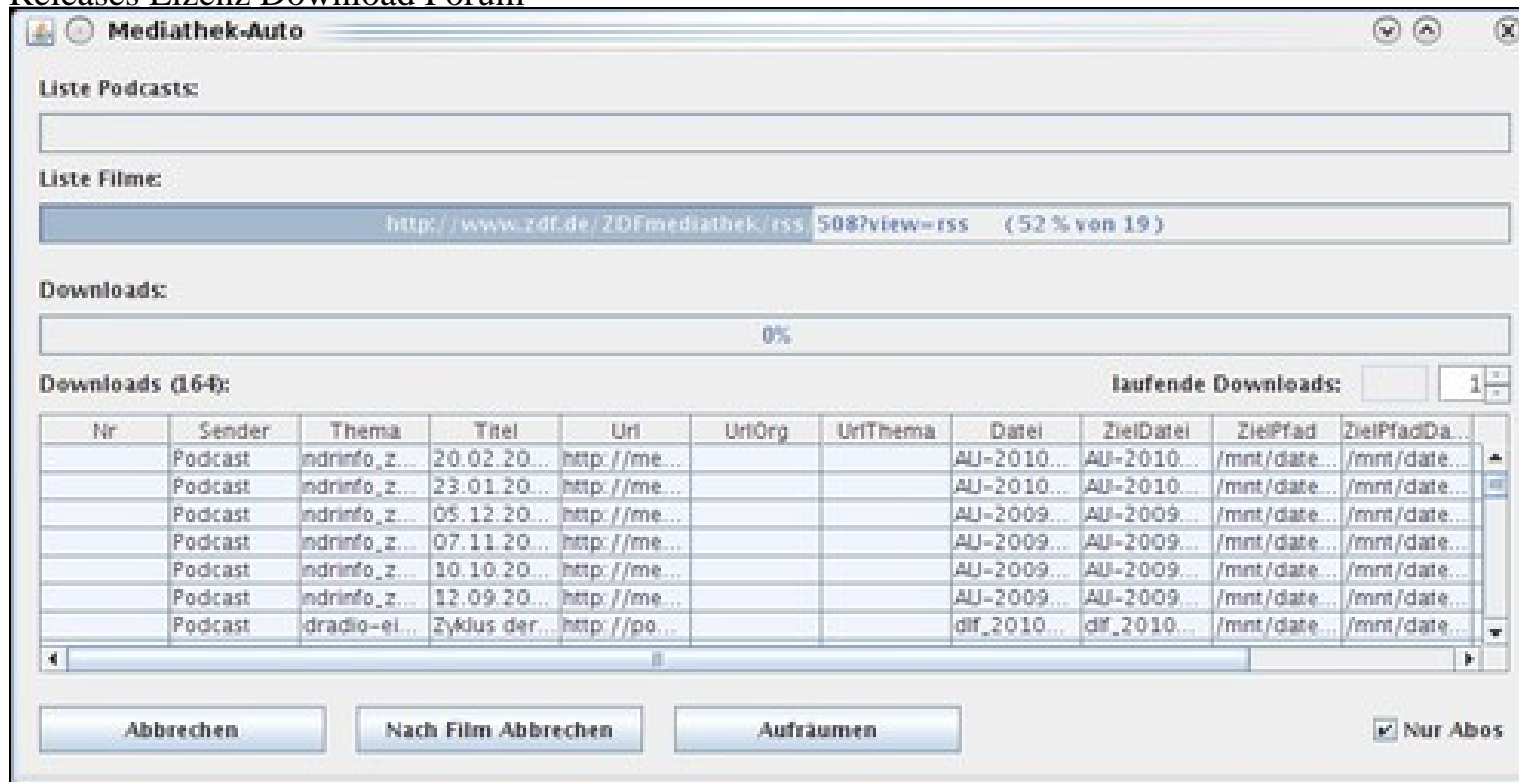 Releases Lizenz Download Forum
Mediathek-Auto
Liste Podcasts:
Liste Filme:
http://www.zdf.de/ZDFmediathek/rss 508?view=rss (52 % von 19)
Downloads:
0%
Downloads (164): laufende Downloads: 1
Nr Sender Thema Titel Url UrlOrg UrlThema Datei ZielDatei ZielPfad ZielPfadDa...
Podcast ndrinfo_z... 20.02.20... http://me... AU-2010... AU-2010... /mnt/date... /mnt/date...
Podcast ndrinfo_z... 23.01.20... http://me... AU-2010... AU-2010... /mnt/date... /mnt/date...
Podcast ndrinfo_z... 05.12.20... http://me... AU-2009... AU-2009... /mnt/date... /mnt/date...
Podcast ndrinfo_z... 07.11.20... http://me... AU-2009... AU-2009... /mnt/date... /mnt/date...
Podcast ndrinfo_z... 10.10.20... http://me... AU-2009... AU-2009... /mnt/date... /mnt/date...
Podcast ndrinfo_z... 12.09.20... http://me... AU-2009... AU-2009... /mnt/date... /mnt/date...
Podcast dradio-ei... Zyklus der... http://po... dlf_2010... dlf_2010... /mnt/date... /mnt/date...
Abbrechen Nach Film Abbrechen Aufräumen Nur Abos